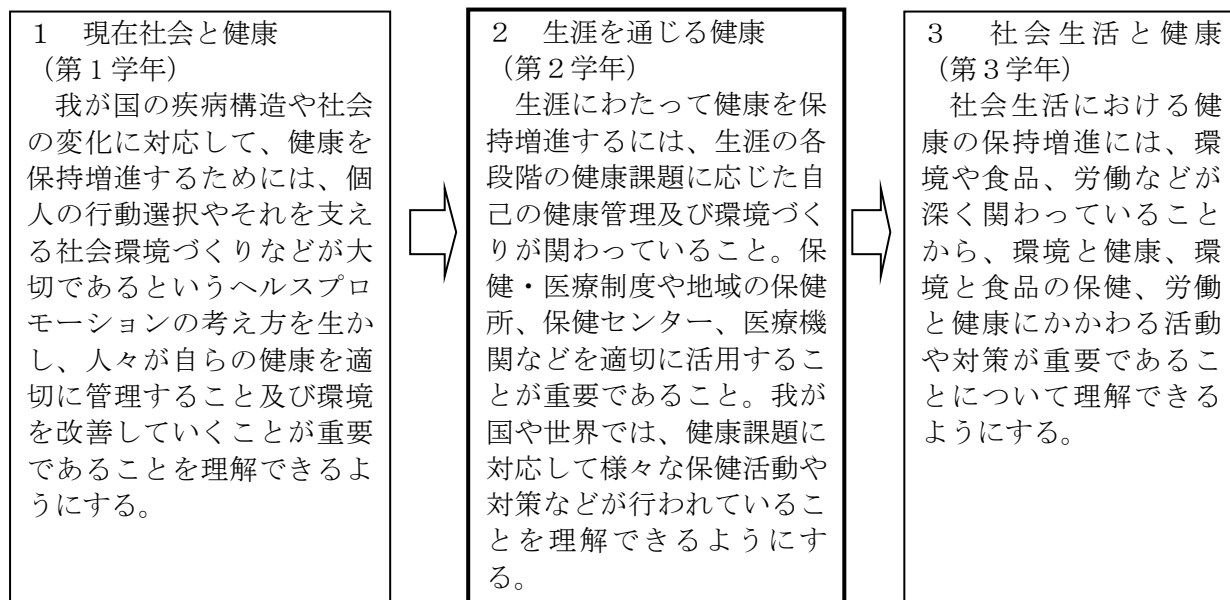 １　現在社会と健康
（第１学年）
　我が国の疾病構造や社会
の変化に対応して、健康を
保持増進するためには、個
人の行動選択やそれを支え
る社会環境づくりなどが大
切であるというヘルスプロ
モーションの考え方を生か
し、人々が自らの健康を適
切に管理すること及び環境
を改善していくことが重要
であることを理解できるよ
うにする。
２　生涯を通じる健康
（第２学年）
　生涯にわたって健康を保
持増進するには、生涯の各
段階の健康課題に応じた自
己の健康管理及び環境づく
りが関わっていること。保
健・医療制度や地域の保健
所、保健センター、医療機
関などを適切に活用するこ
とが重要であること。我が
国や世界では、健康課題に
対応して様々な保健活動や
対策などが行われているこ
とを理解できるようにす
る。
３　社会生活と健康
（第３学年）
　社会生活における健
康の保持増進には、環
境や食品、労働などが
深く関わっていること
から、環境と健康、環
境と食品の保健、労働
と健康にかかわる活動
や対策が重要であるこ
とについて理解できる
ようにする。